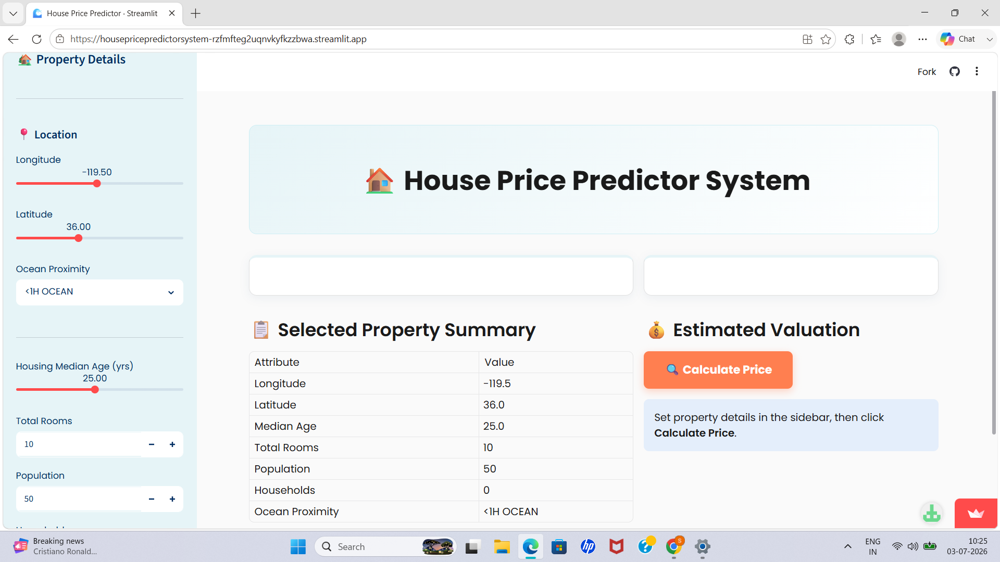 House Price Predictor · Streamlit
https://housepricepredictorsystem-rzfmfteg2uqnvkyfkzzbwa.streamlit.app
Chat
Property Details
Location
Longitude
-119.50
Latitude
36.00
Ocean Proximity
<1H OCEAN
Housing Median Age (yrs)
25.00
Total Rooms
10
Population
50
Fork
House Price Predictor System
Selected Property Summary
Attribute Value
Longitude -119.5
Latitude 36.0
Median Age 25.0
Total Rooms 10
Population 50
Households 0
Ocean Proximity <1H OCEAN
Estimated Valuation
Calculate Price
Set property details in the sidebar, then click
Calculate Price.
Breaking news
Cristiano Ronald...
Search
hp
S
ENG
IN
10:25
03-07-2026